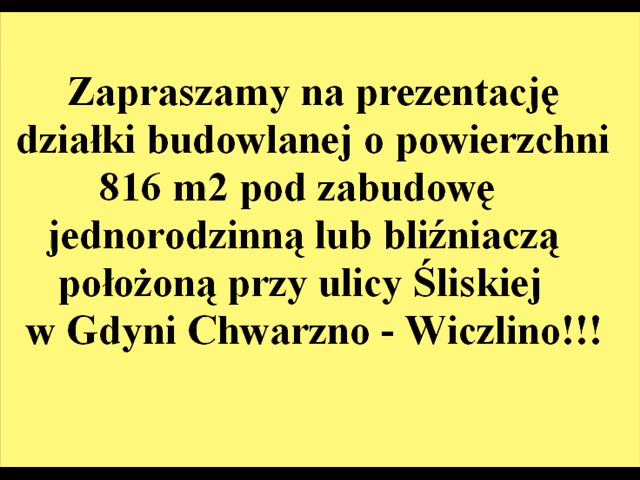 Zapraszamy na prezentację
działki budowlanej o powierzchni
816 m2 pod zabudowę
jednorodzinną lub bliźniaczą
położoną przy ulicy Śliskiej
w Gdyni Chwarzno - Wiczlino!!!